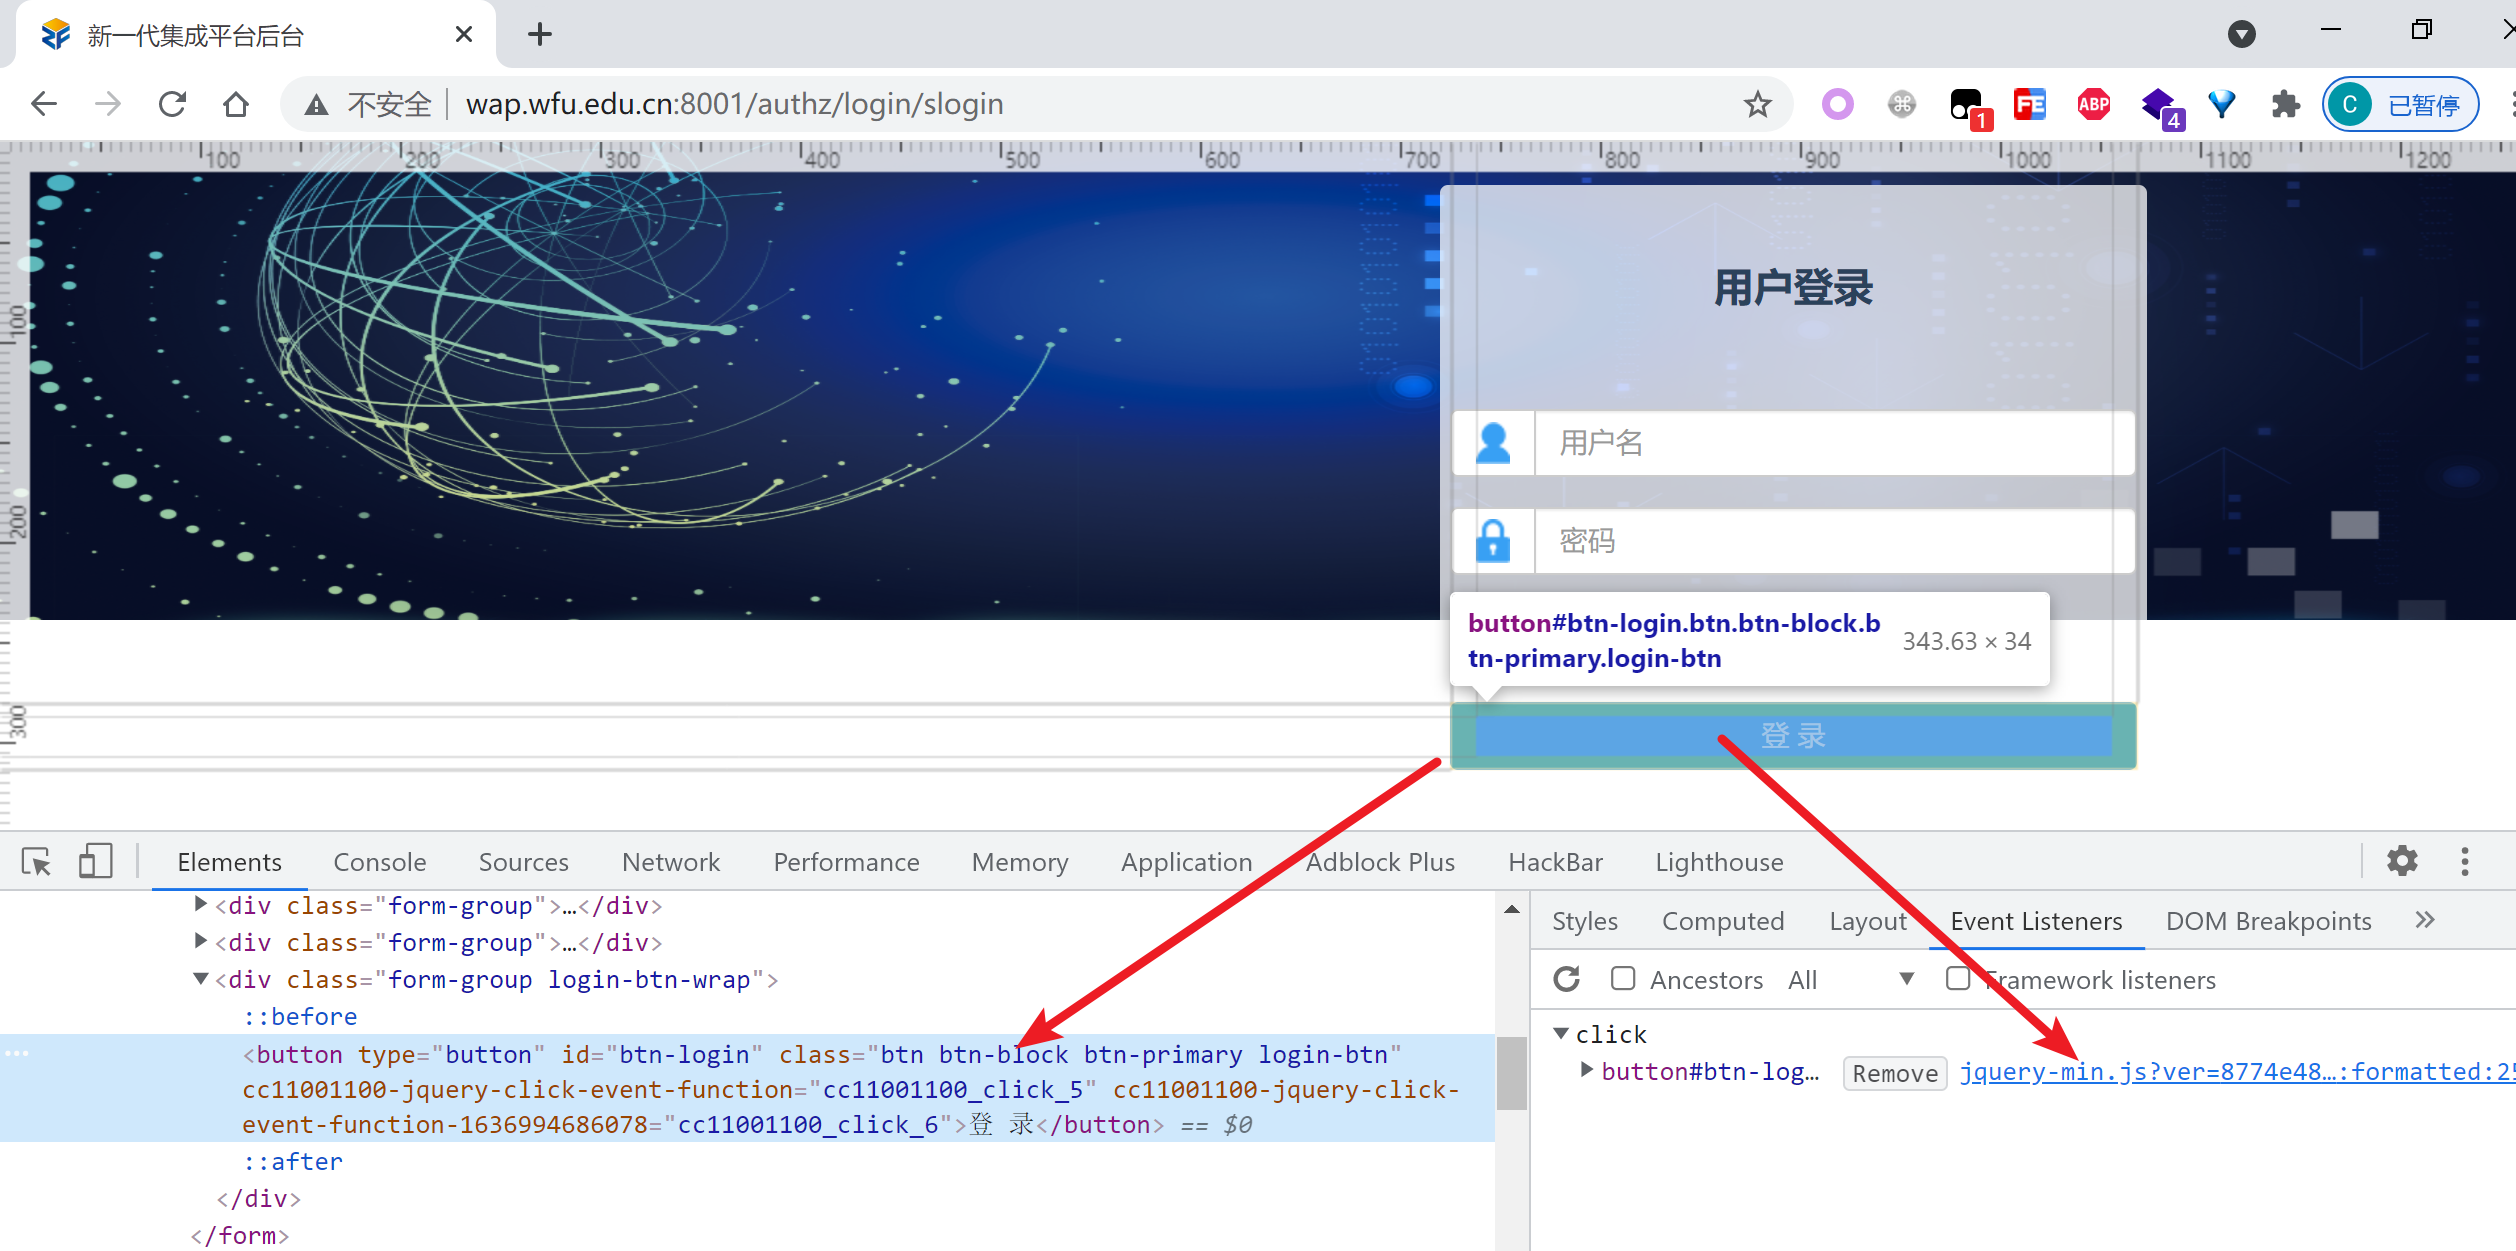 新一代集成平台后台
不安全 wap.wfu.edu.cn:8001/authz/login/slogin
1
FE
ABP
4
C 已暂停
100 200 300 400 500 600 700 800 900 1000 1100 1200
100
200
300
用户登录
用户名
密码
button#btn-login.btn.btn-block.b
tn-primary.login-btn
343.63 × 34
登 录
Elements Console Sources Network Performance Memory Application Adblock Plus HackBar Lighthouse
<div class="form-group">…</div>
<div class="form-group">…</div>
<div class="form-group login-btn-wrap">
::before
<button type="button" id="btn-login" class="btn btn-block btn-primary login-btn"
cc11001100-jquery-click-event-function="cc11001100_click_5" cc11001100-jquery-click-
event-function-1636994686078="cc11001100_click_6">登 录</button> == $0
::after
</div>
</form>
Styles Computed Layout Event Listeners DOM Breakpoints »
Ancestors All Framework listeners
click
button#btn-log… Remove jquery-min.js?ver=8774e48…:formatted:25